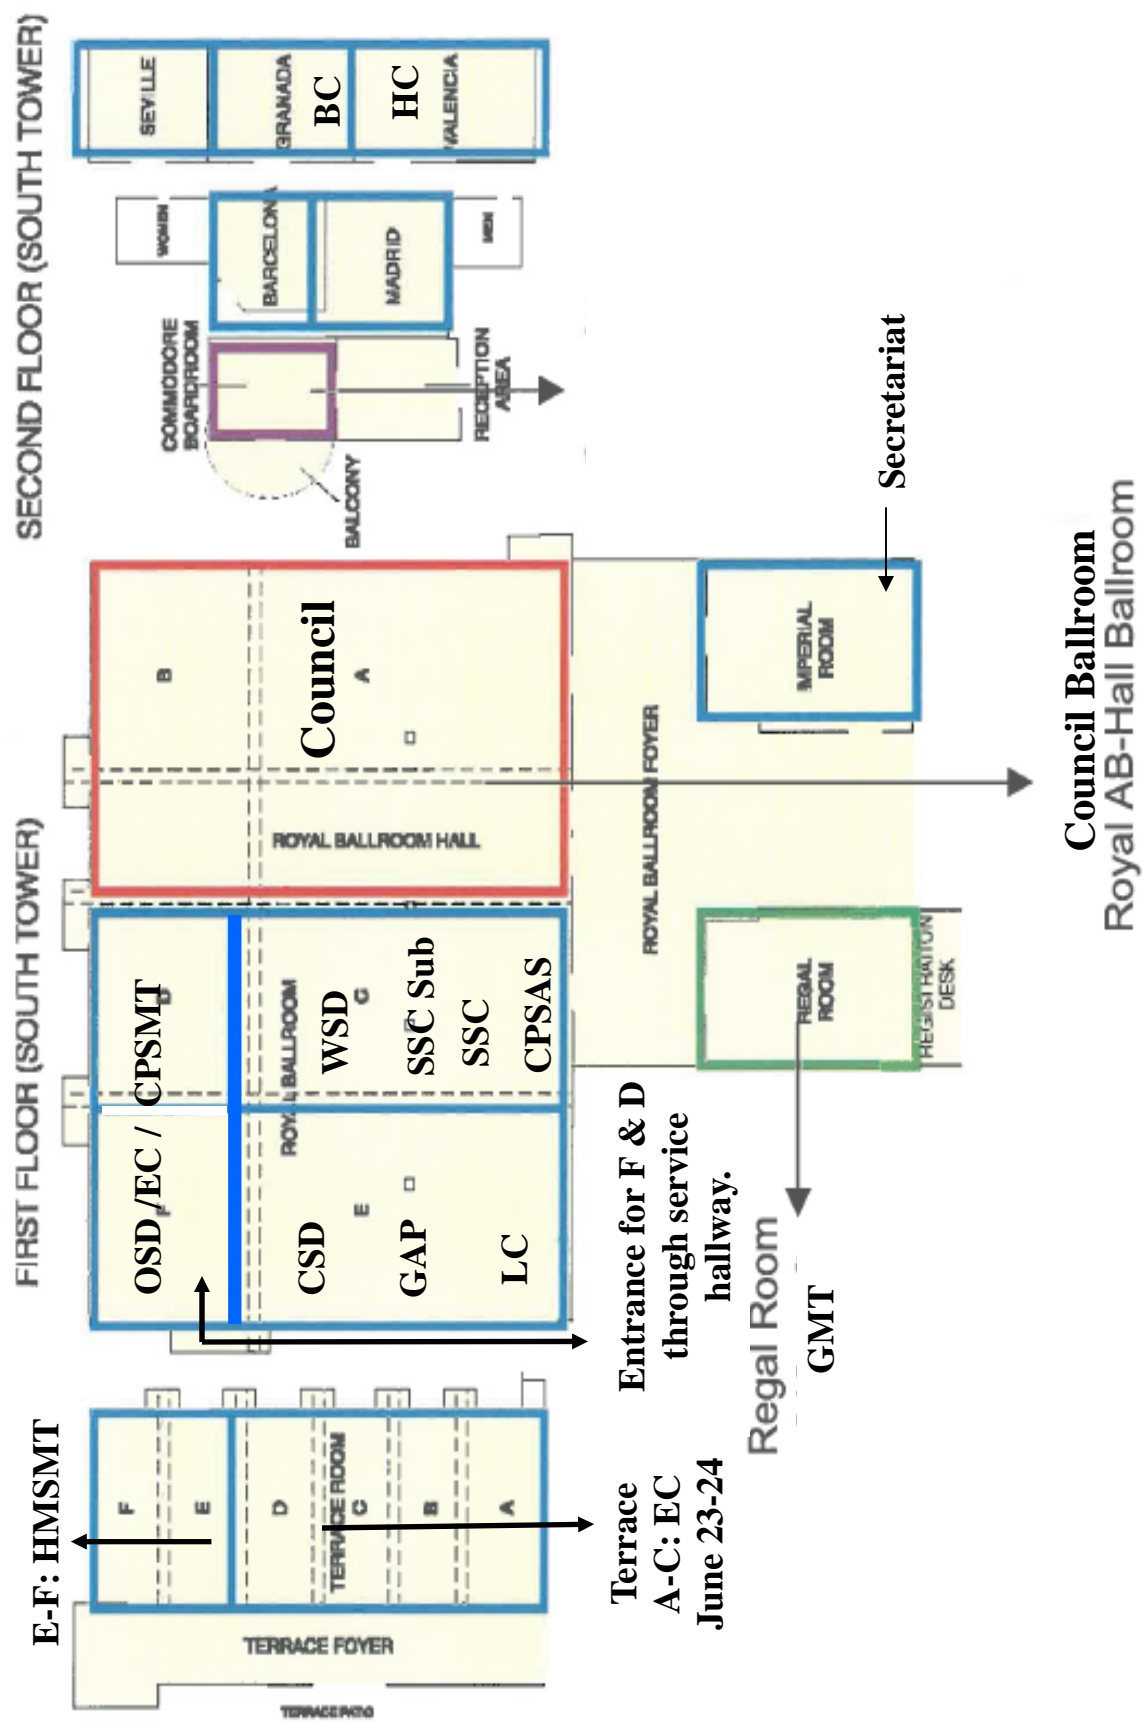 FIRST FLOOR (SOUTH TOWER)
SECOND FLOOR (SOUTH TOWER)
E-F: HMSMT
F
E
D
TERRACE ROOM
C
B
A
TERRACE FOYER
TERRACE PATIO
Terrace
A-C: EC
June 23-24
OSD/EC / CPSMT
F
D
ROYAL BALLROOM
CSD
E
GAP
LC
WSD
C
SSC Sub
SSC
CPSAS
Entrance for F & D
through service
hallway.
B
Council
A
ROYAL BALLROOM HALL
ROYAL BALLROOM FOYER
REGAL
ROOM
REGISTRATION
DESK
Regal Room
GMT
IMPERIAL
ROOM
Secretariat
Council Ballroom
Royal AB-Hall Ballroom
SEVILLE
GRANADA
BC
HC
VALENCIA
WOMEN
BARCELONA
MADRID
MEN
COMMODORE
BOARDROOM
RECEPTION
AREA
BALCONY